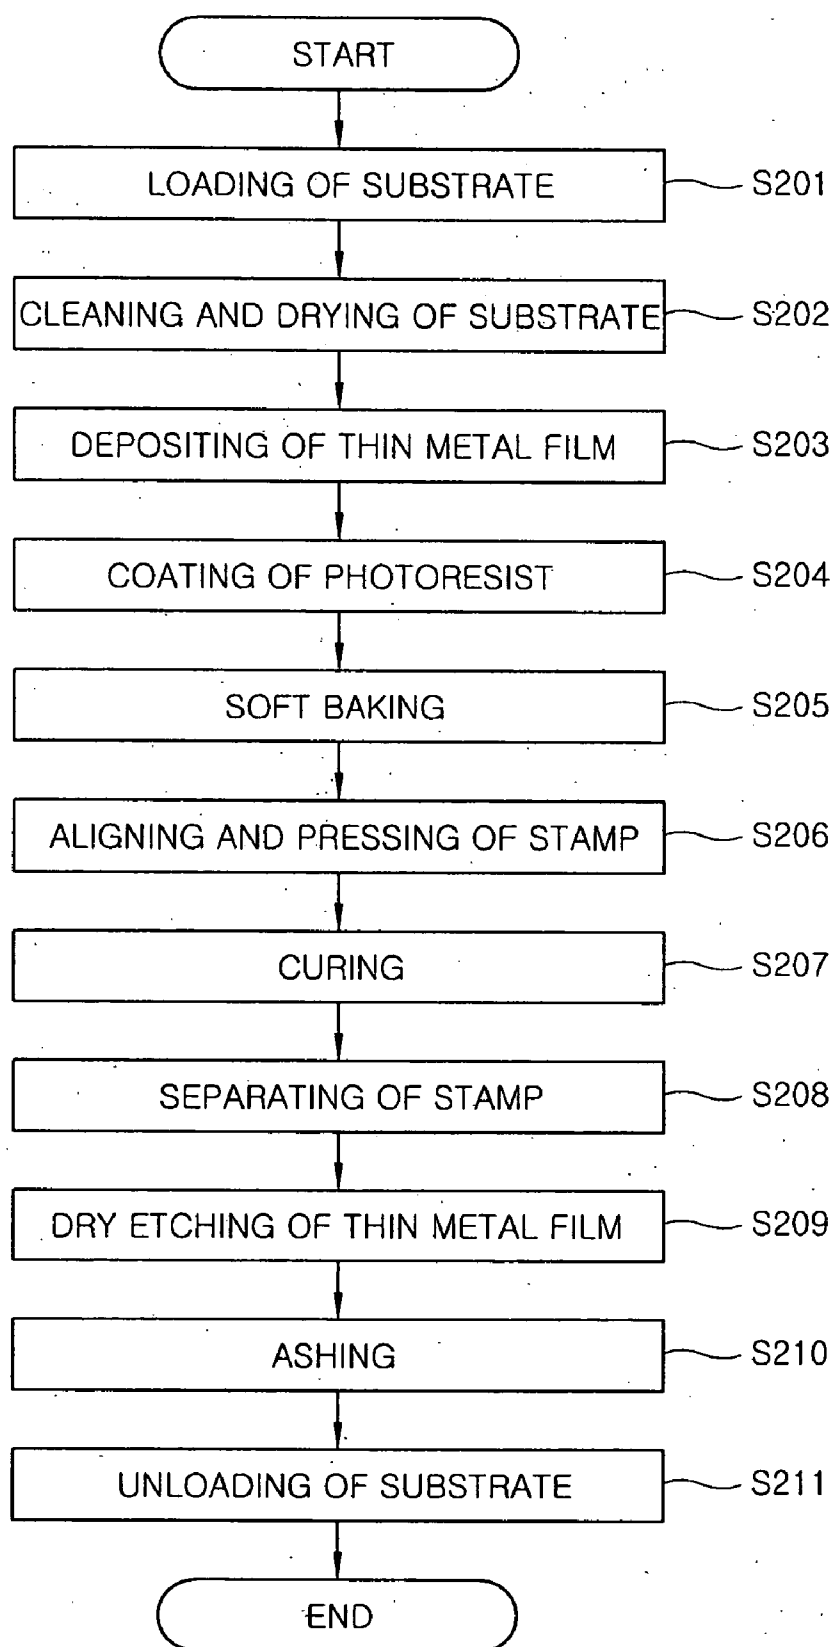 START
LOADING OF SUBSTRATE S201
CLEANING AND DRYING OF SUBSTRATE S202
DEPOSITING OF THIN METAL FILM S203
COATING OF PHOTORESIST S204
SOFT BAKING S205
ALIGNING AND PRESSING OF STAMP S206
CURING S207
SEPARATING OF STAMP S208
DRY ETCHING OF THIN METAL FILM S209
ASHING S210
UNLOADING OF SUBSTRATE S211
END